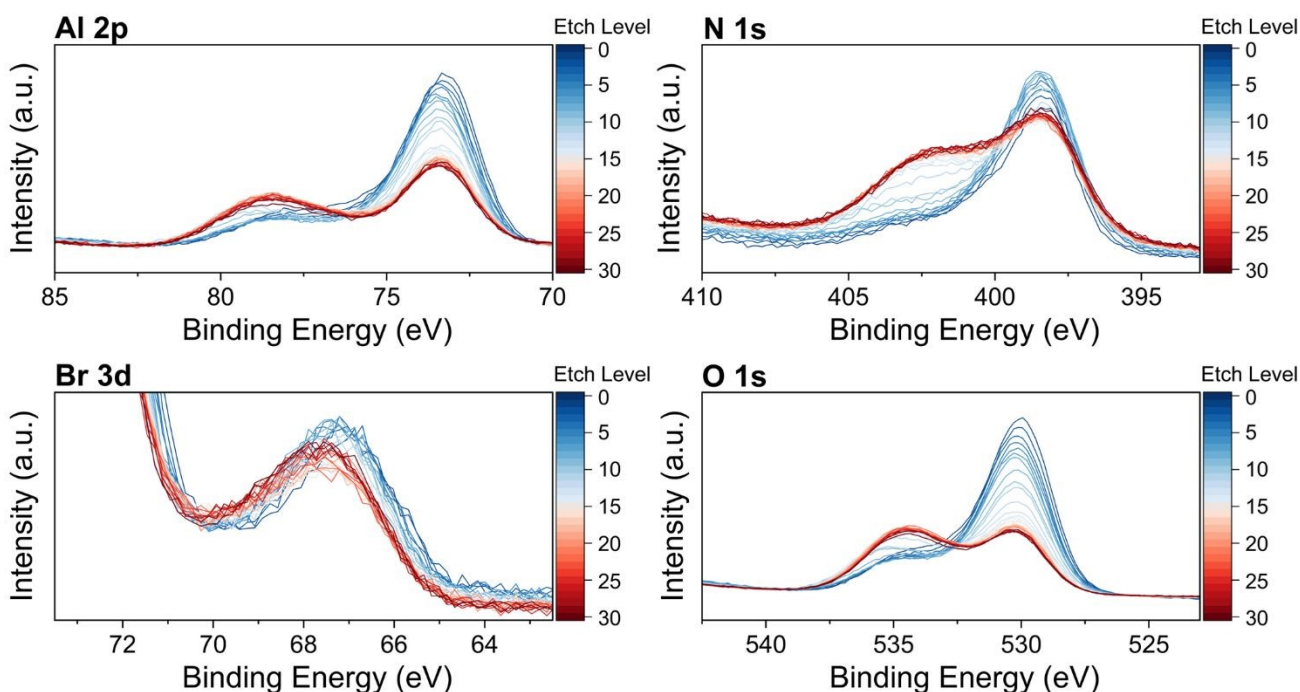 Al 2p
Etch Level
Intensity (a.u.)
0
5
10
15
20
25
30
85
80
75
70
Binding Energy (eV)
N 1s
Etch Level
Intensity (a.u.)
0
5
10
15
20
25
30
410
405
400
395
Binding Energy (eV)
Br 3d
Etch Level
Intensity (a.u.)
0
5
10
15
20
25
30
72
70
68
66
64
Binding Energy (eV)
O 1s
Etch Level
Intensity (a.u.)
0
5
10
15
20
25
30
540
535
530
525
Binding Energy (eV)